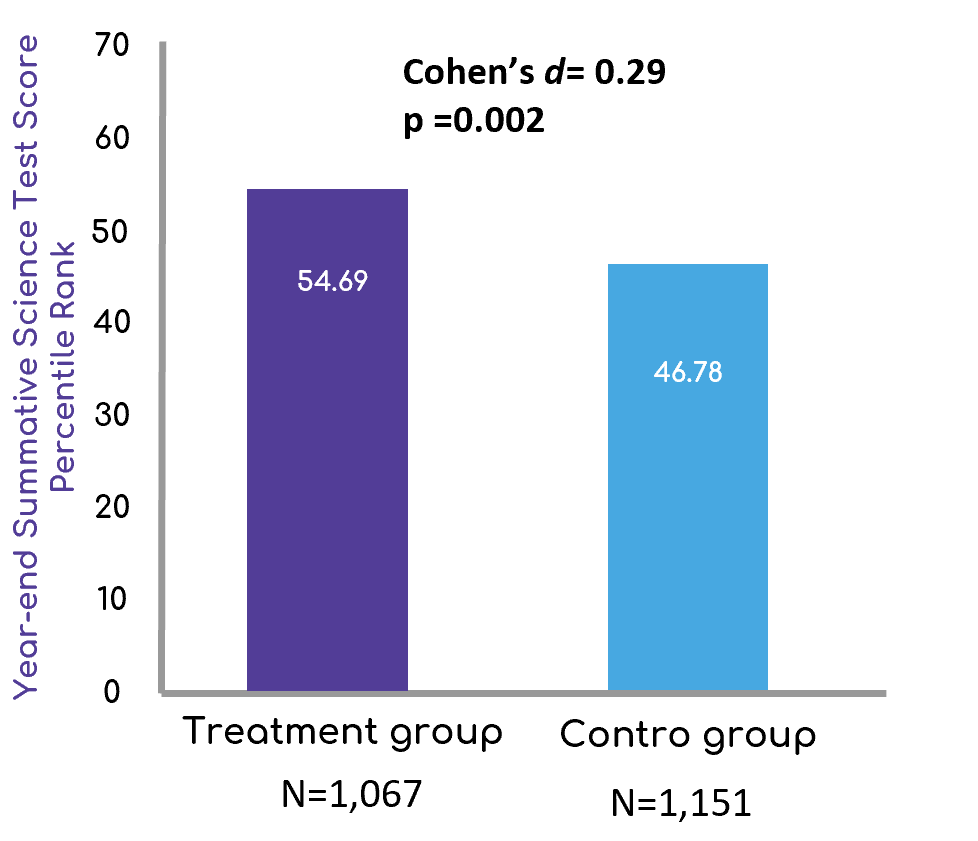 Year-end Summative Science Test Score
Percentile Rank
70
60
50
40
30
20
10
0
Cohen’s d= 0.29
p =0.002
54.69
46.78
Treatment group
Contro group
N=1,067
N=1,151